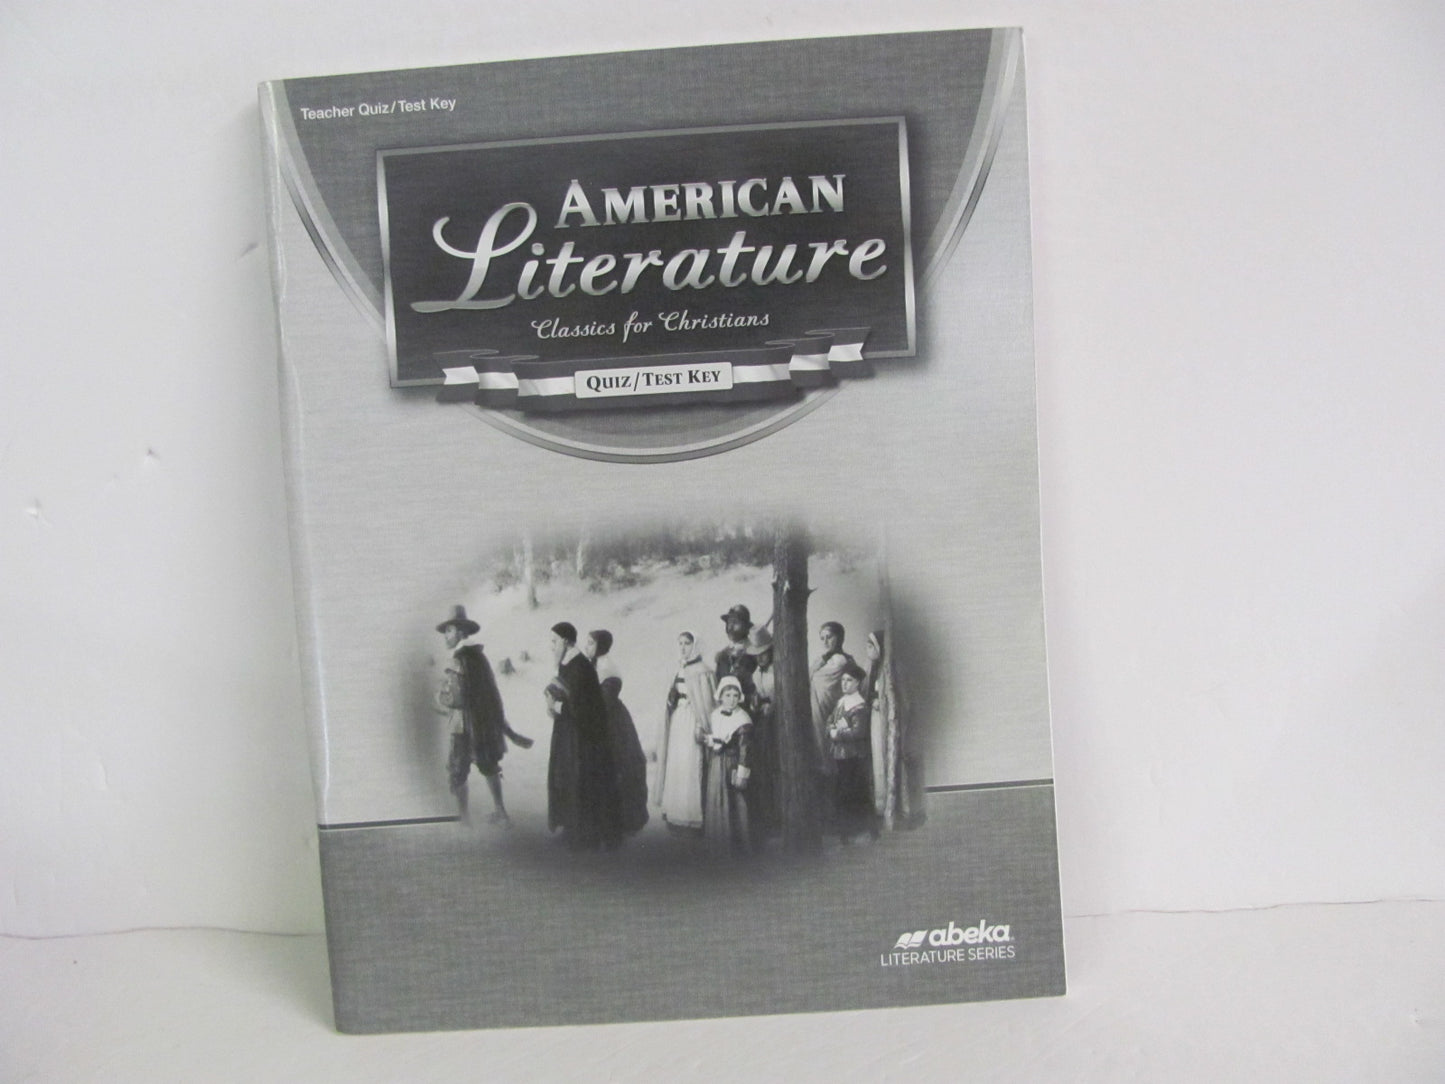 Teacher Quiz/Test Key
AMERICAN
Literature
Classics for Christians
QUIZ/TEST KEY
abeka
LITERATURE SERIES